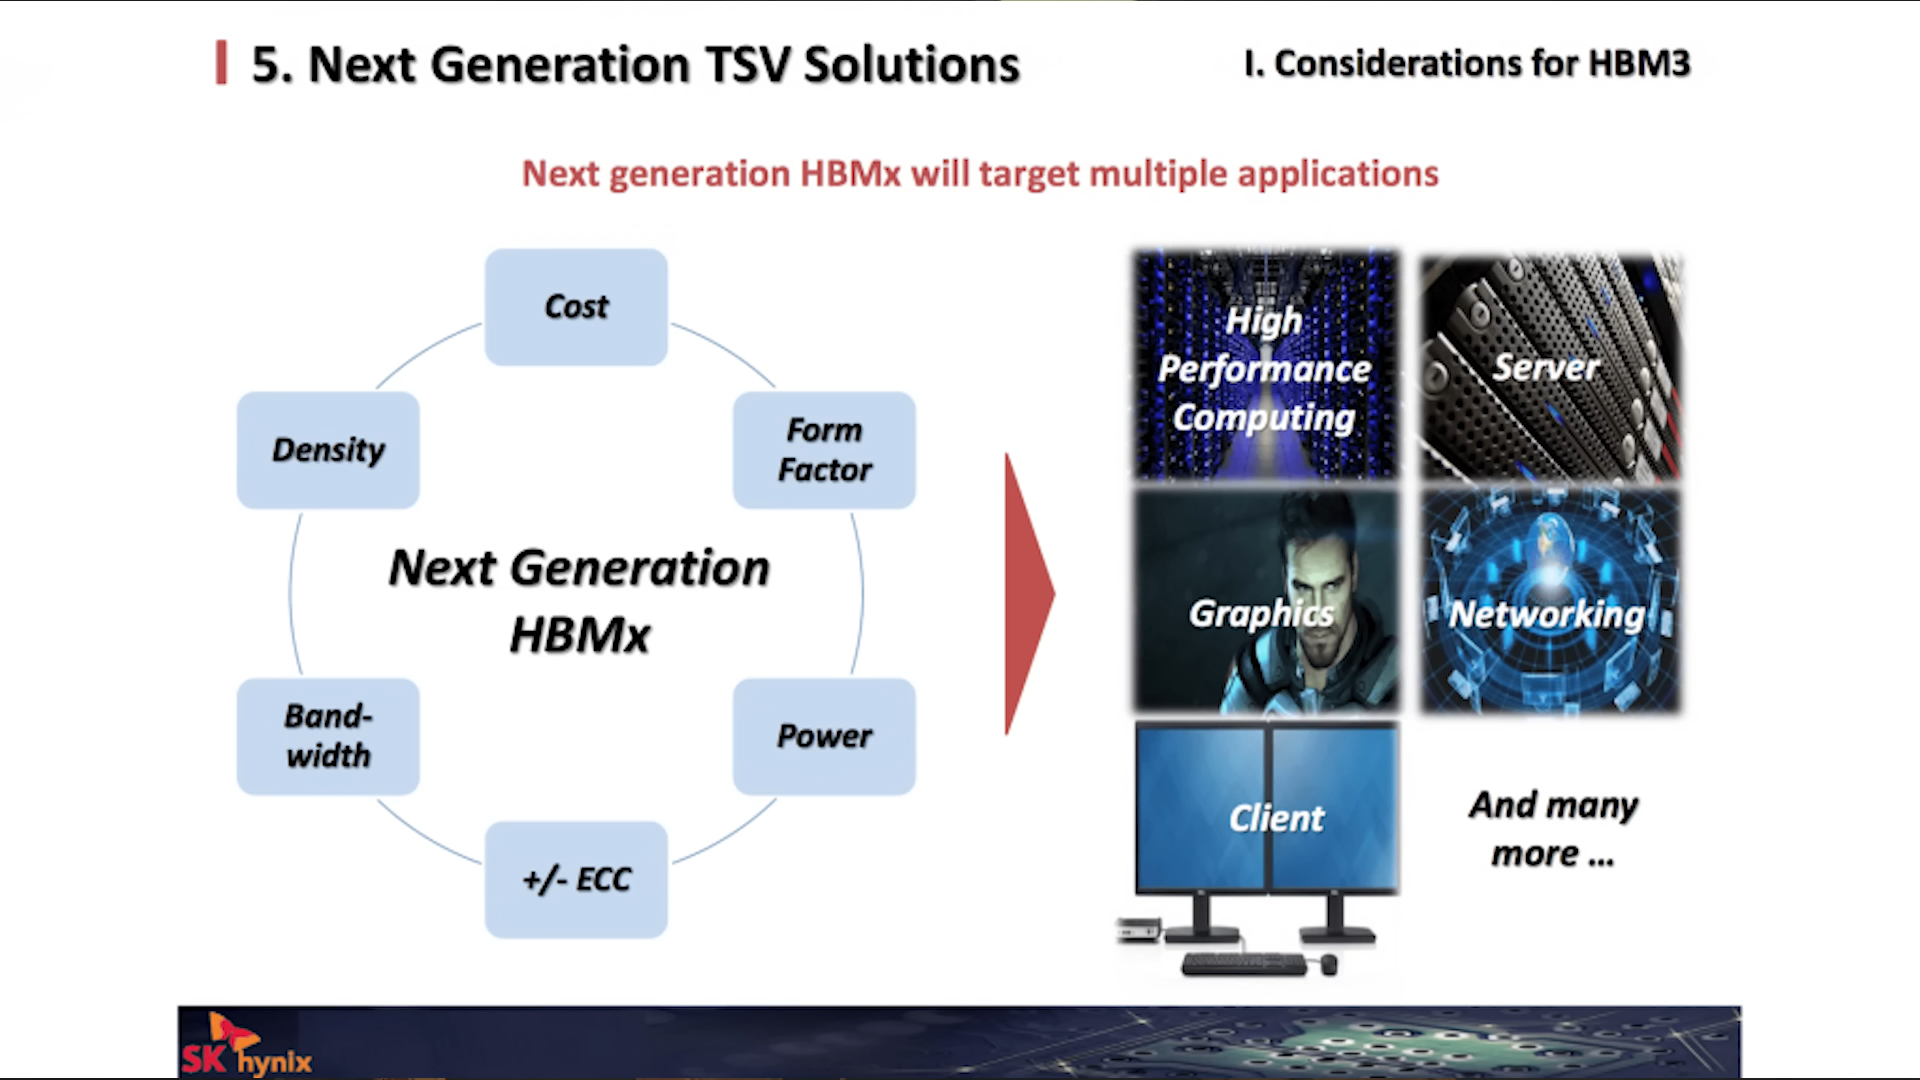 5. Next Generation TSV Solutions
I. Considerations for HBM3
Next generation HBMx will target multiple applications
Cost
Density
Form
Factor
Next Generation
HBMx
Band-
width
Power
+/- ECC
High
Performance
Computing
Server
Graphics
Networking
Client
And many
more ...
SK hynix